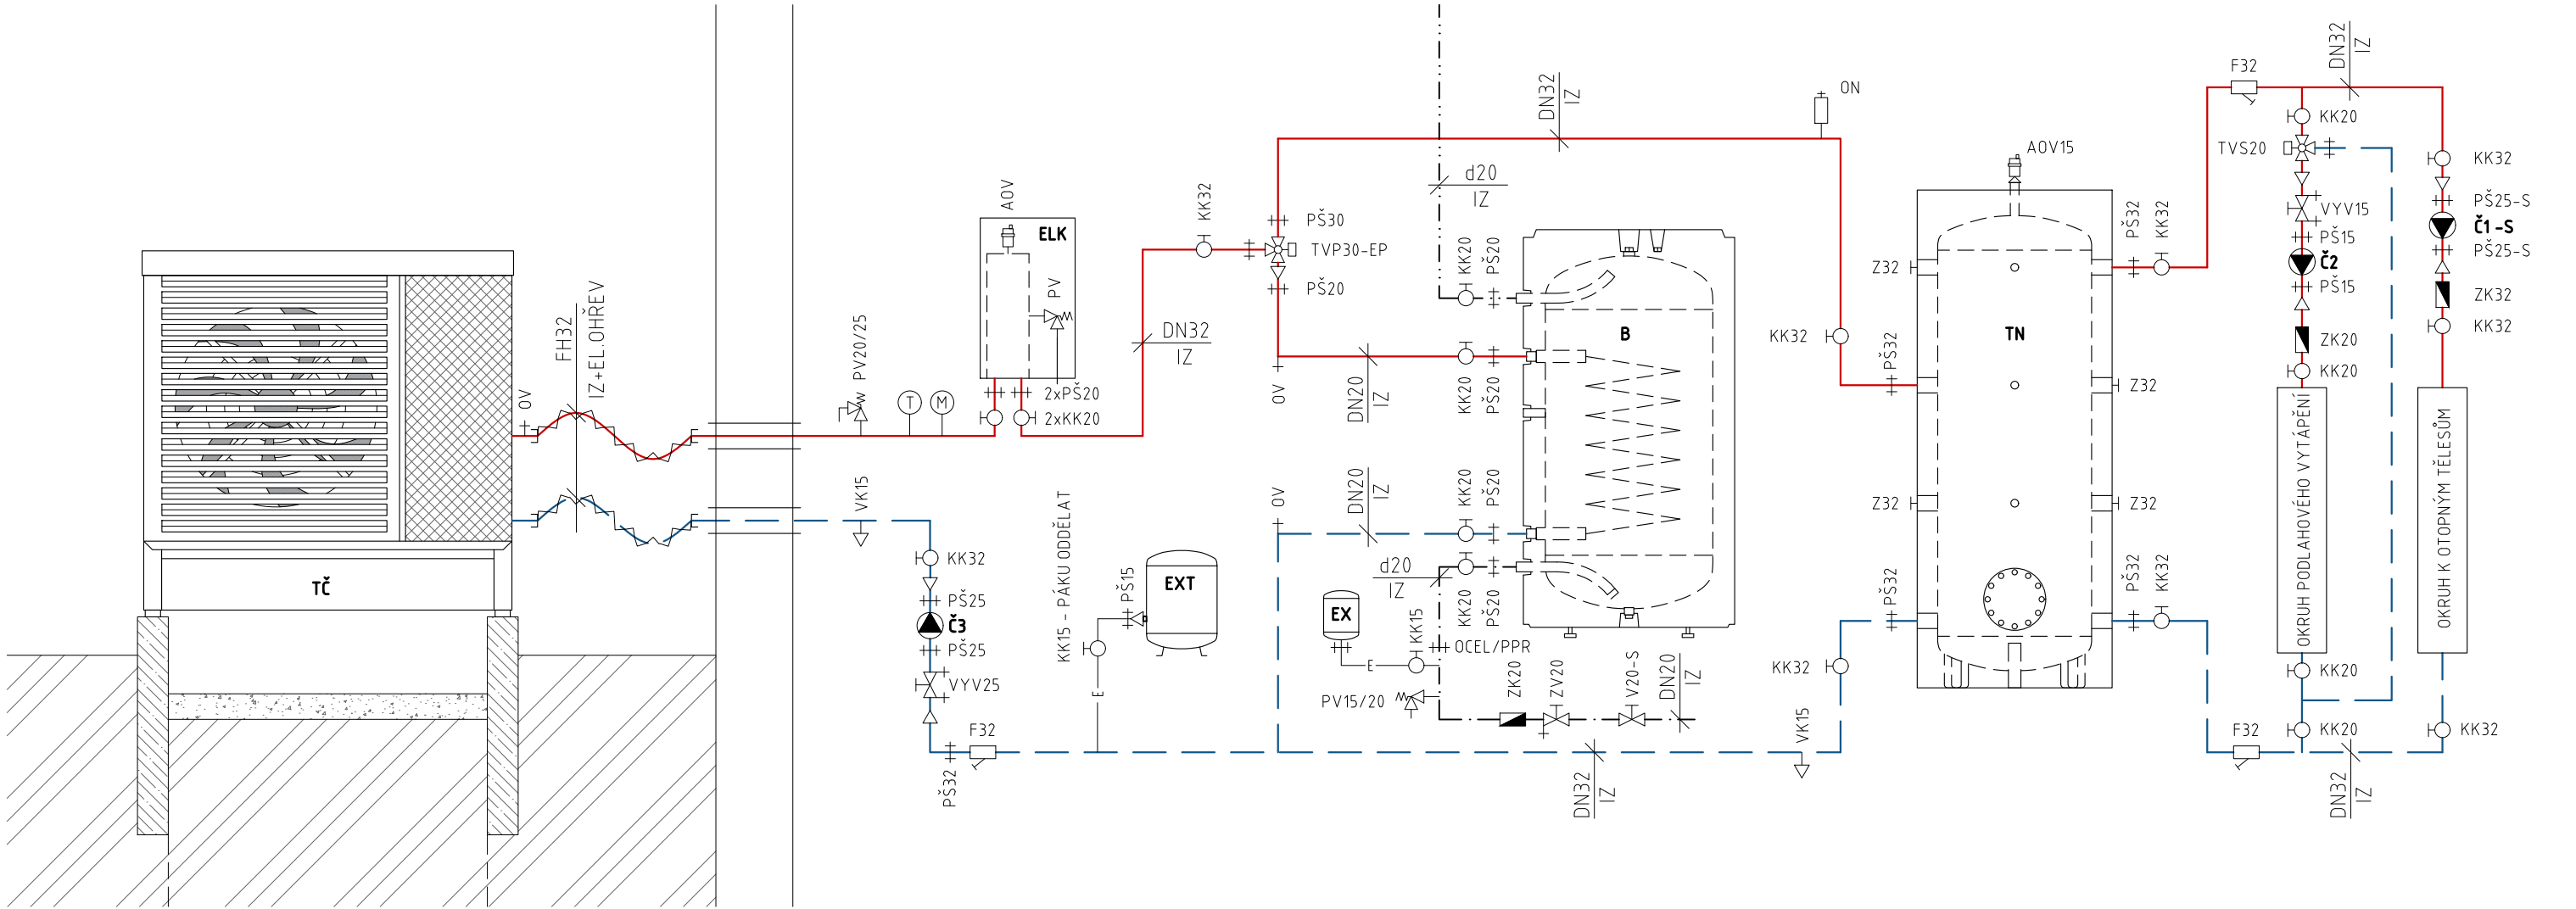 TČ
FH32
IZ+EL.OHŘEV
OV
PV20/25
T
M
VK15
KK32
PŠ25
Č3
PŠ25
VYV25
PŠ32
F32
AOV
ELK
PV
2xPŠ20
2xKK20
DN32
IZ
KK32
KK15 - PÁKU ODDĚLAT
E
PŠ15
EXT
PŠ30
TVP30-EP
PŠ20
OV
OV
DN32
IZ
DN20
IZ
DN20
IZ
d20
IZ
d20
IZ
KK20
PŠ20
KK20
PŠ20
KK20
PŠ20
KK20
PŠ20
B
EX
E
KK15
OCEL/PPR
PV15/20
ZK20
ZV20
V20-S
DN20
IZ
DN32
IZ
VK15
ON
KK32
KK32
PŠ32
PŠ32
AOV15
TN
Z32
Z32
Z32
Z32
PŠ32
KK32
PŠ32
KK32
F32
DN32
IZ
KK20
TVS20
VYV15
PŠ15
Č2
PŠ15
ZK20
KK20
OKRUH PODLAHOVÉHO VYTÁPĚNÍ
KK20
KK20
F32
DN32
IZ
KK32
PŠ25-S
Č1-S
PŠ25-S
ZK32
KK32
OKRUH K OTOPNÝM TĚLESŮM
KK32